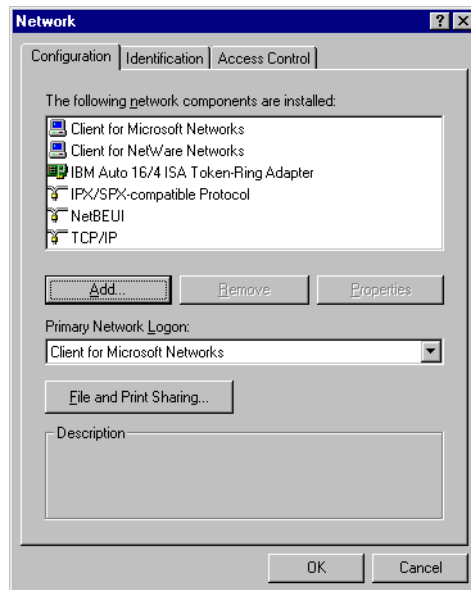 Network
Configuration Identification Access Control
The following network components are installed:
Client for Microsoft Networks
Client for NetWare Networks
IBM Auto 16/4 ISA Token-Ring Adapter
IPX/SPX-compatible Protocol
NetBEUI
TCP/IP
Add... Remove Properties
Primary Network Logon:
Client for Microsoft Networks
File and Print Sharing...
Description
OK Cancel